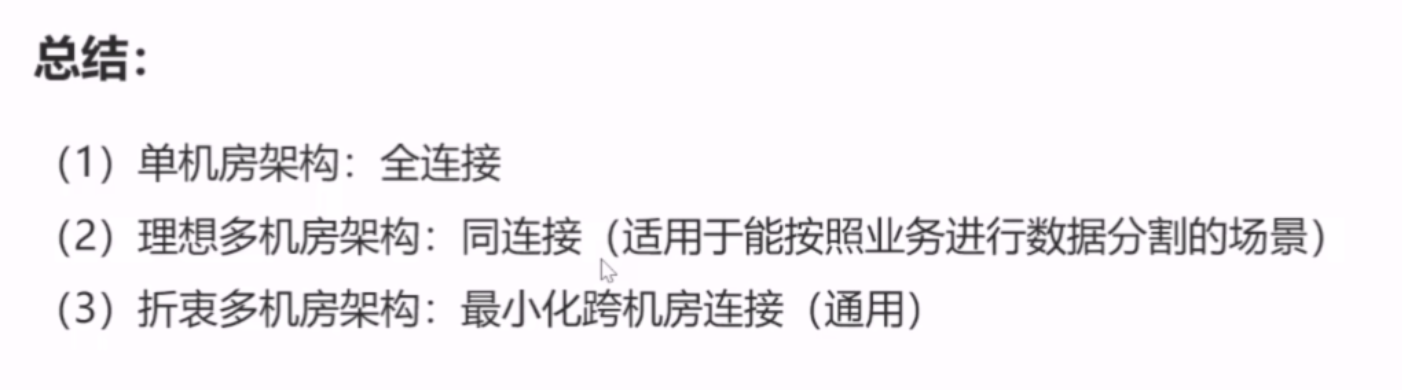 总结：
（1）单机房架构：全连接
（2）理想多机房架构：同连接（适用于能按照业务进行数据分割的场景）
（3）折衷多机房架构：最小化跨机房连接（通用）